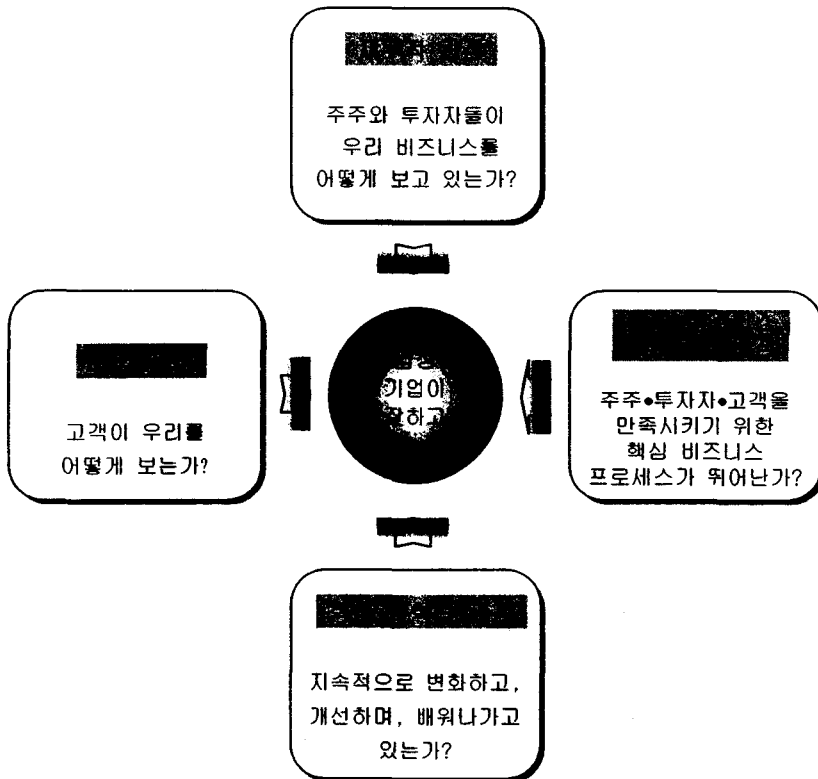 주주와 투자자들이
우리 비즈니스를
어떻게 보고 있는가?
고객이 우리를
어떻게 보는가?
기업이
잘하고
주주•투자자•고객을
만족시키기 위한
핵심 비즈니스
프로세스가 뛰어난가?
지속적으로 변화하고,
개선하며, 배워나가고
있는가?